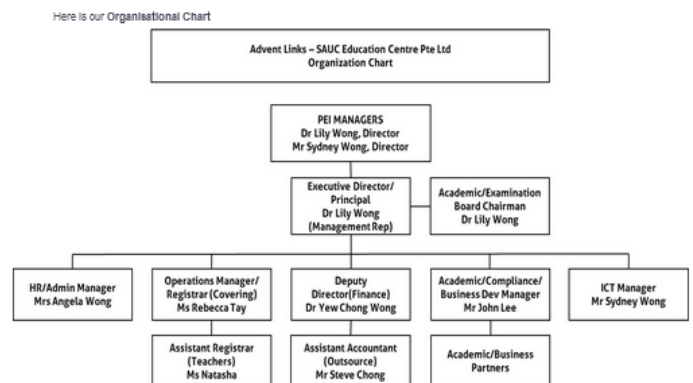 Here is our Organisational Chart
Advent Links – SAUC Education Centre Pte Ltd
Organization Chart
PEI MANAGERS
Dr Lily Wong, Director
Mr Sydney Wong, Director
Executive Director/
Principal
Dr Lily Wong
(Management Rep)
Academic/Examination
Board Chairman
Dr Lily Wong
HR/Admin Manager
Mrs Angela Wong
Operations Manager/
Registrar (Covering)
Ms Rebecca Tay
Deputy
Director(Finance)
Dr Yew Chong Wong
Academic/Compliance/
Business Dev Manager
Mr John Lee
ICT Manager
Mr Sydney Wong
Assistant Registrar
(Teachers)
Ms Natasha
Assistant Accountant
(Outsource)
Mr Steve Chong
Academic/Business
Partners